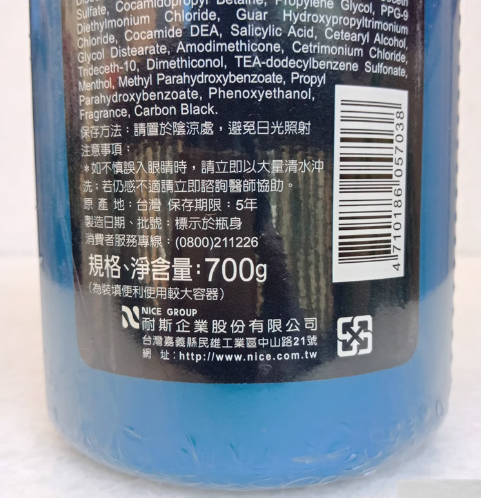 Sulfate, Cocamidopropyl Betaine, Propylene Glycol, PPG-9
Diethylmonium Chloride, Guar Hydroxypropyltrimonium
Chloride, Cocamide DEA, Salicylic Acid, Cetearyl Alcohol,
Glycol Distearate, Amodimethicone, Cetrimonium Chloride,
Trideceth-10, Dimethiconol, TEA-dodecylbenzene Sulfonate,
Menthol, Methyl Parahydroxybenzoate, Propyl
Parahydroxybenzoate, Phenoxyethanol,
Fragrance, Carbon Black.
保存方法：請置於陰涼處，避免日光照射
注意事項：
*如不慎誤入眼睛時，請立即以大量清水沖
洗；若仍感不適請立即諮詢醫師協助。
原 產 地：台灣 保存期限：5年
製造日期、批號：標示於瓶身
消費者服務專線：(0800)211226
規格、淨含量：700g
(為裝填便利使用較大容器)
NICE GROUP
耐斯企業股份有限公司
台灣嘉義縣民雄工業區中山路21號
網 址：http://www.nice.com.tw
4 710186 057038